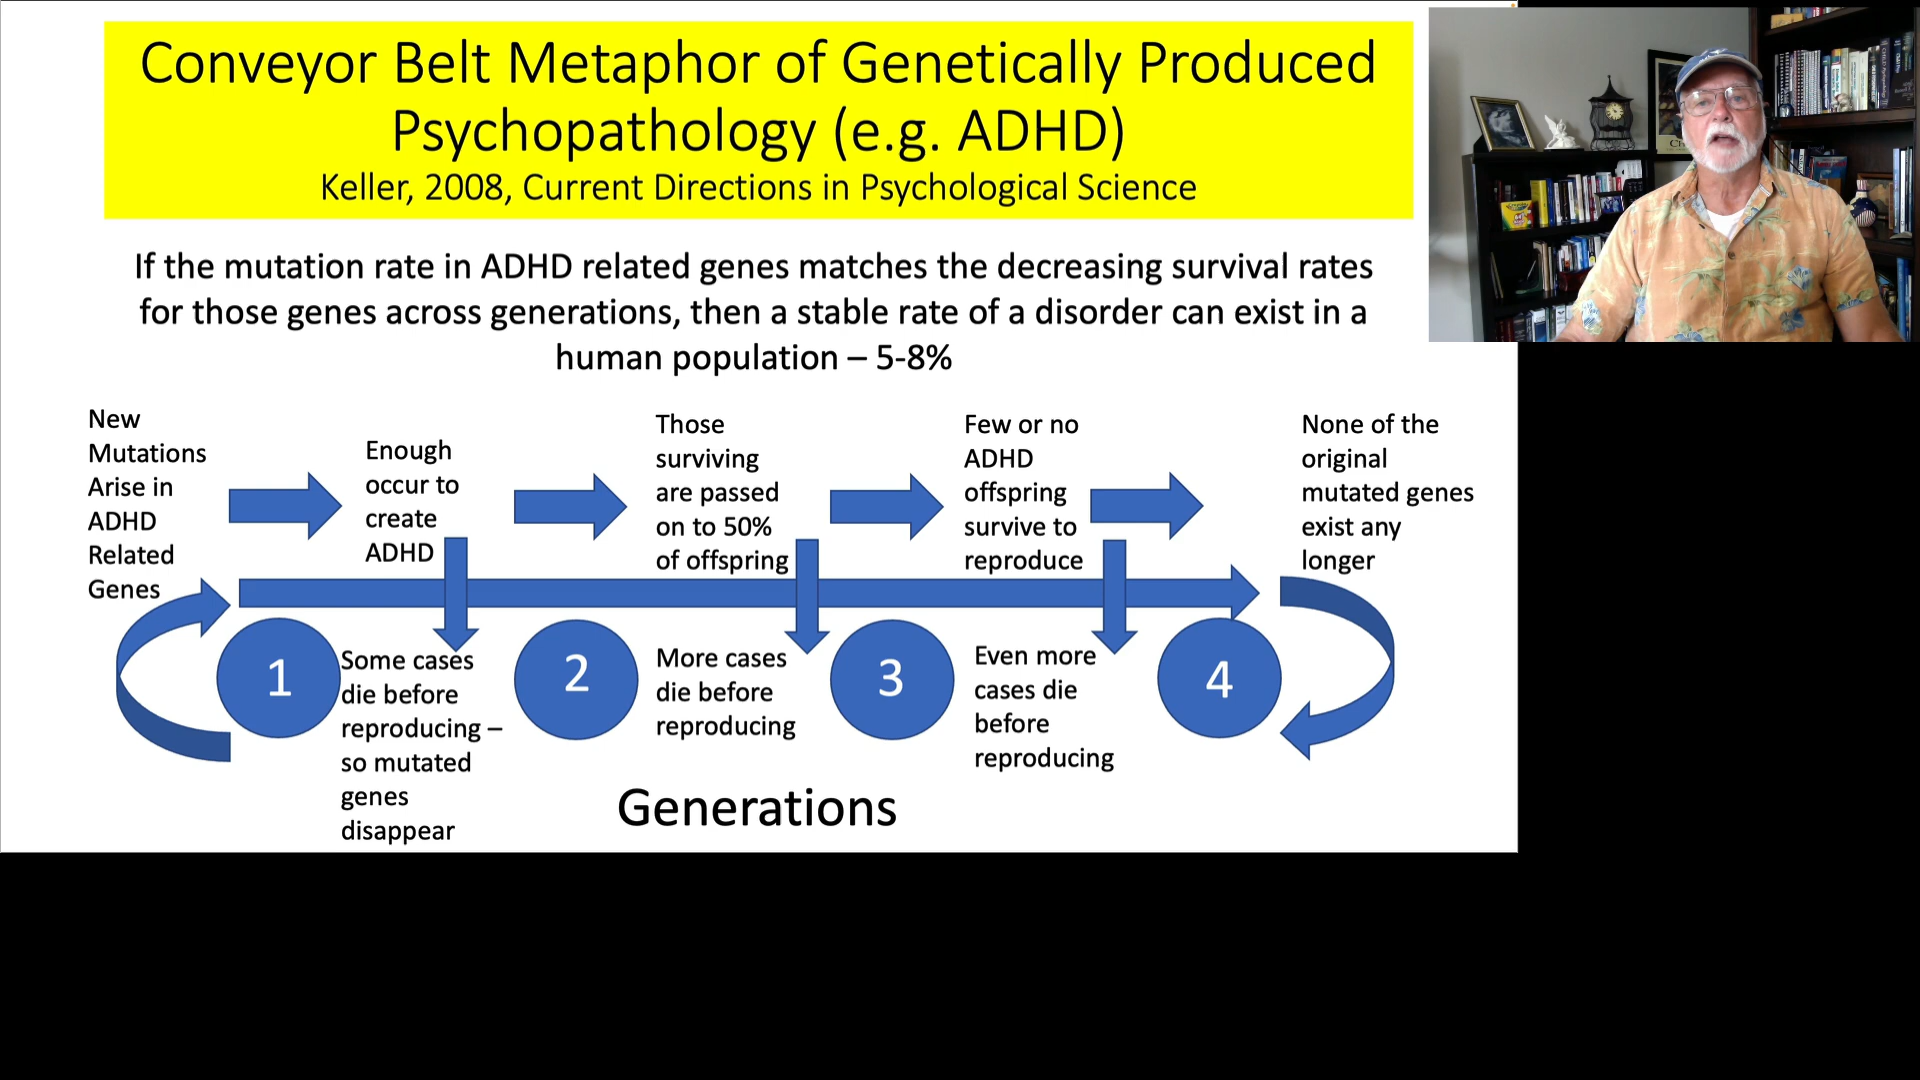 Conveyor Belt Metaphor of Genetically Produced
Psychopathology (e.g. ADHD)
Keller, 2008, Current Directions in Psychological Science
If the mutation rate in ADHD related genes matches the decreasing survival rates
for those genes across generations, then a stable rate of a disorder can exist in a
human population – 5-8%
New
Mutations
Arise in
ADHD
Related
Genes
Enough
occur to
create
ADHD
Those
surviving
are passed
on to 50%
of offspring
Few or no
ADHD
offspring
survive to
reproduce
None of the
original
mutated genes
exist any
longer
1
Some cases
die before
reproducing –
so mutated
genes
disappear
2
More cases
die before
reproducing
3
Even more
cases die
before
reproducing
4
Generations